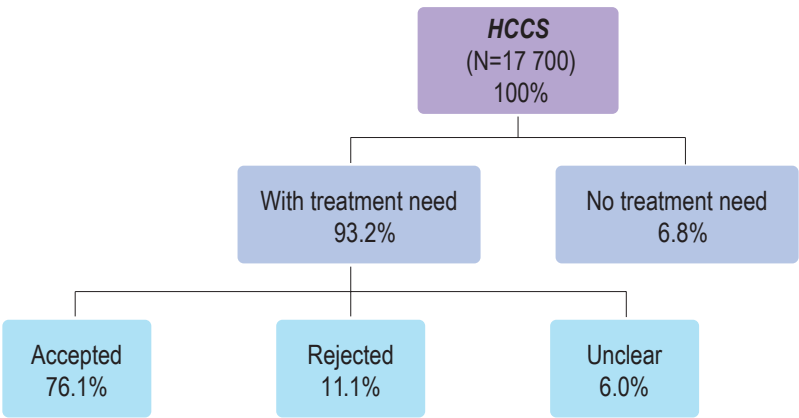 HCCS
(N=17 700)
100%
With treatment need
93.2%
No treatment need
6.8%
Accepted
76.1%
Rejected
11.1%
Unclear
6.0%